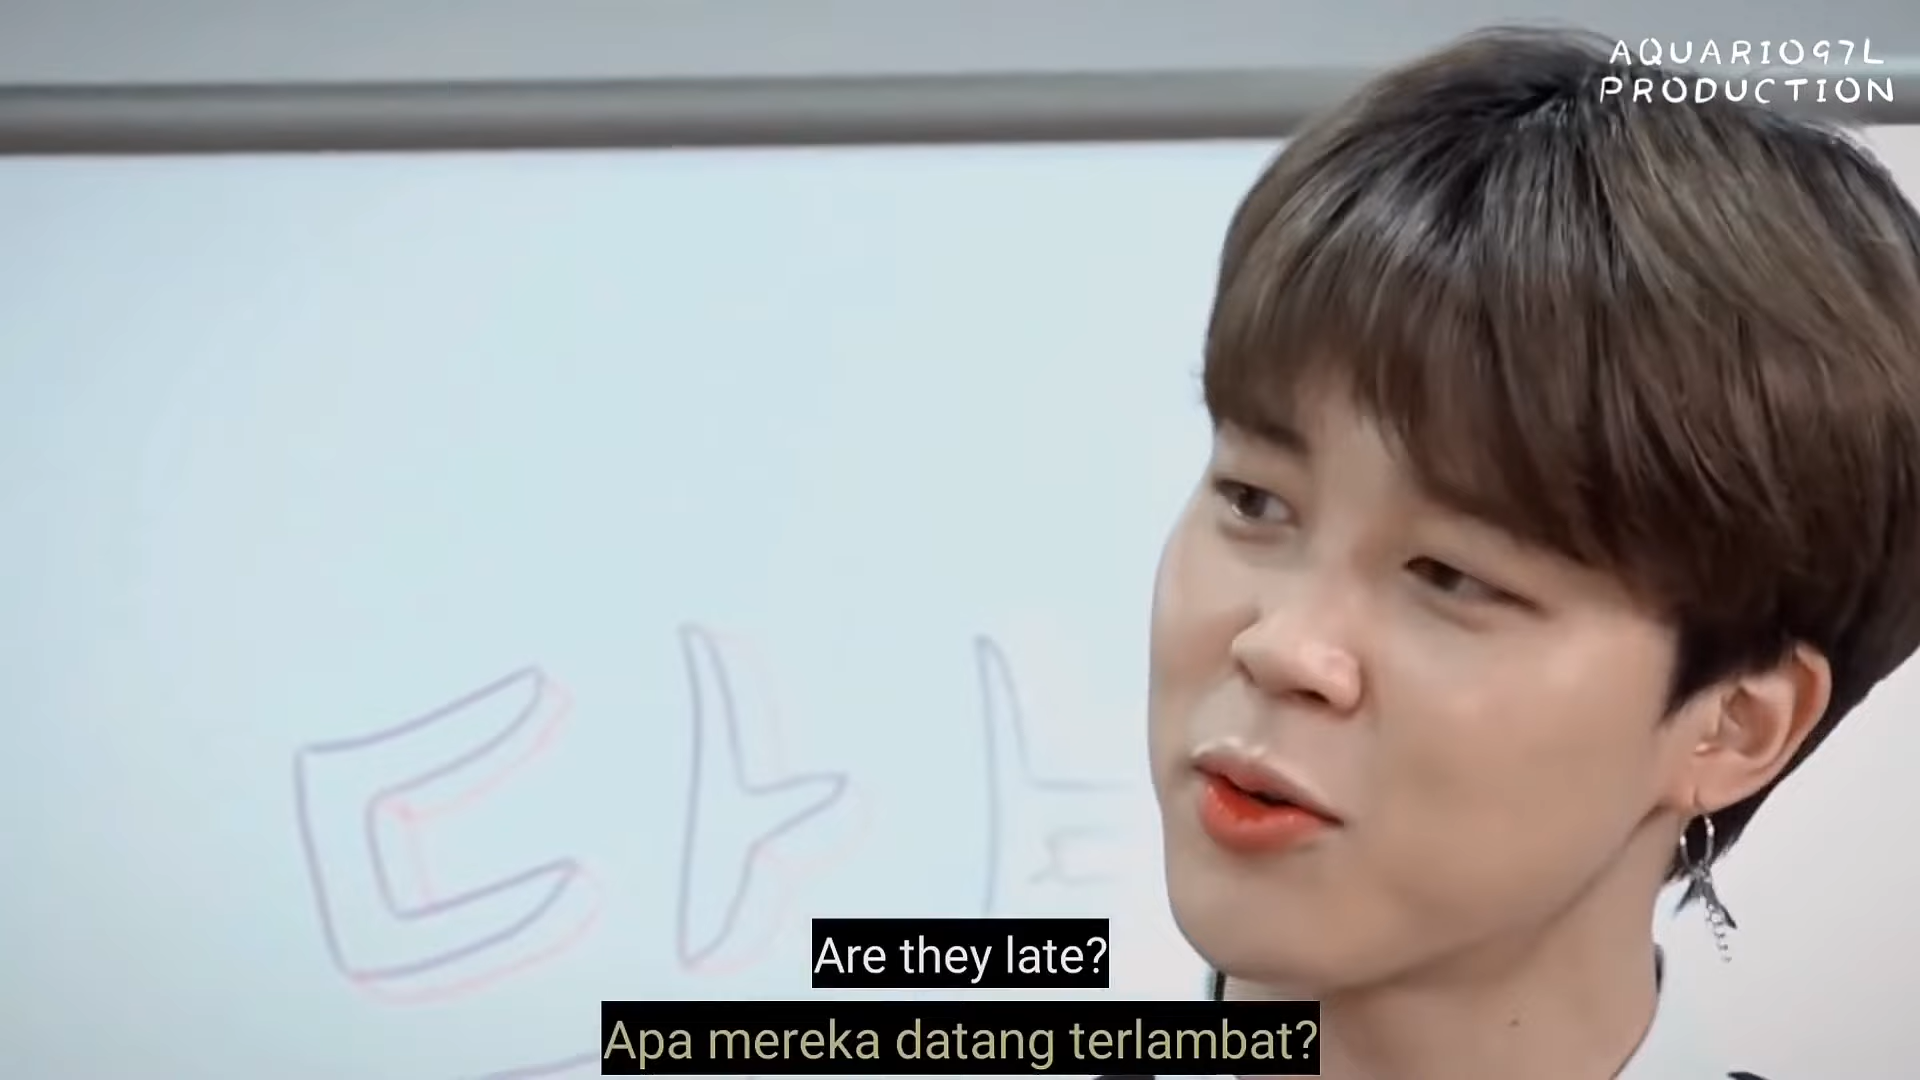 AQUARIO97L
PRODUCTION
다
Are they late?
Apa mereka datang terlambat?